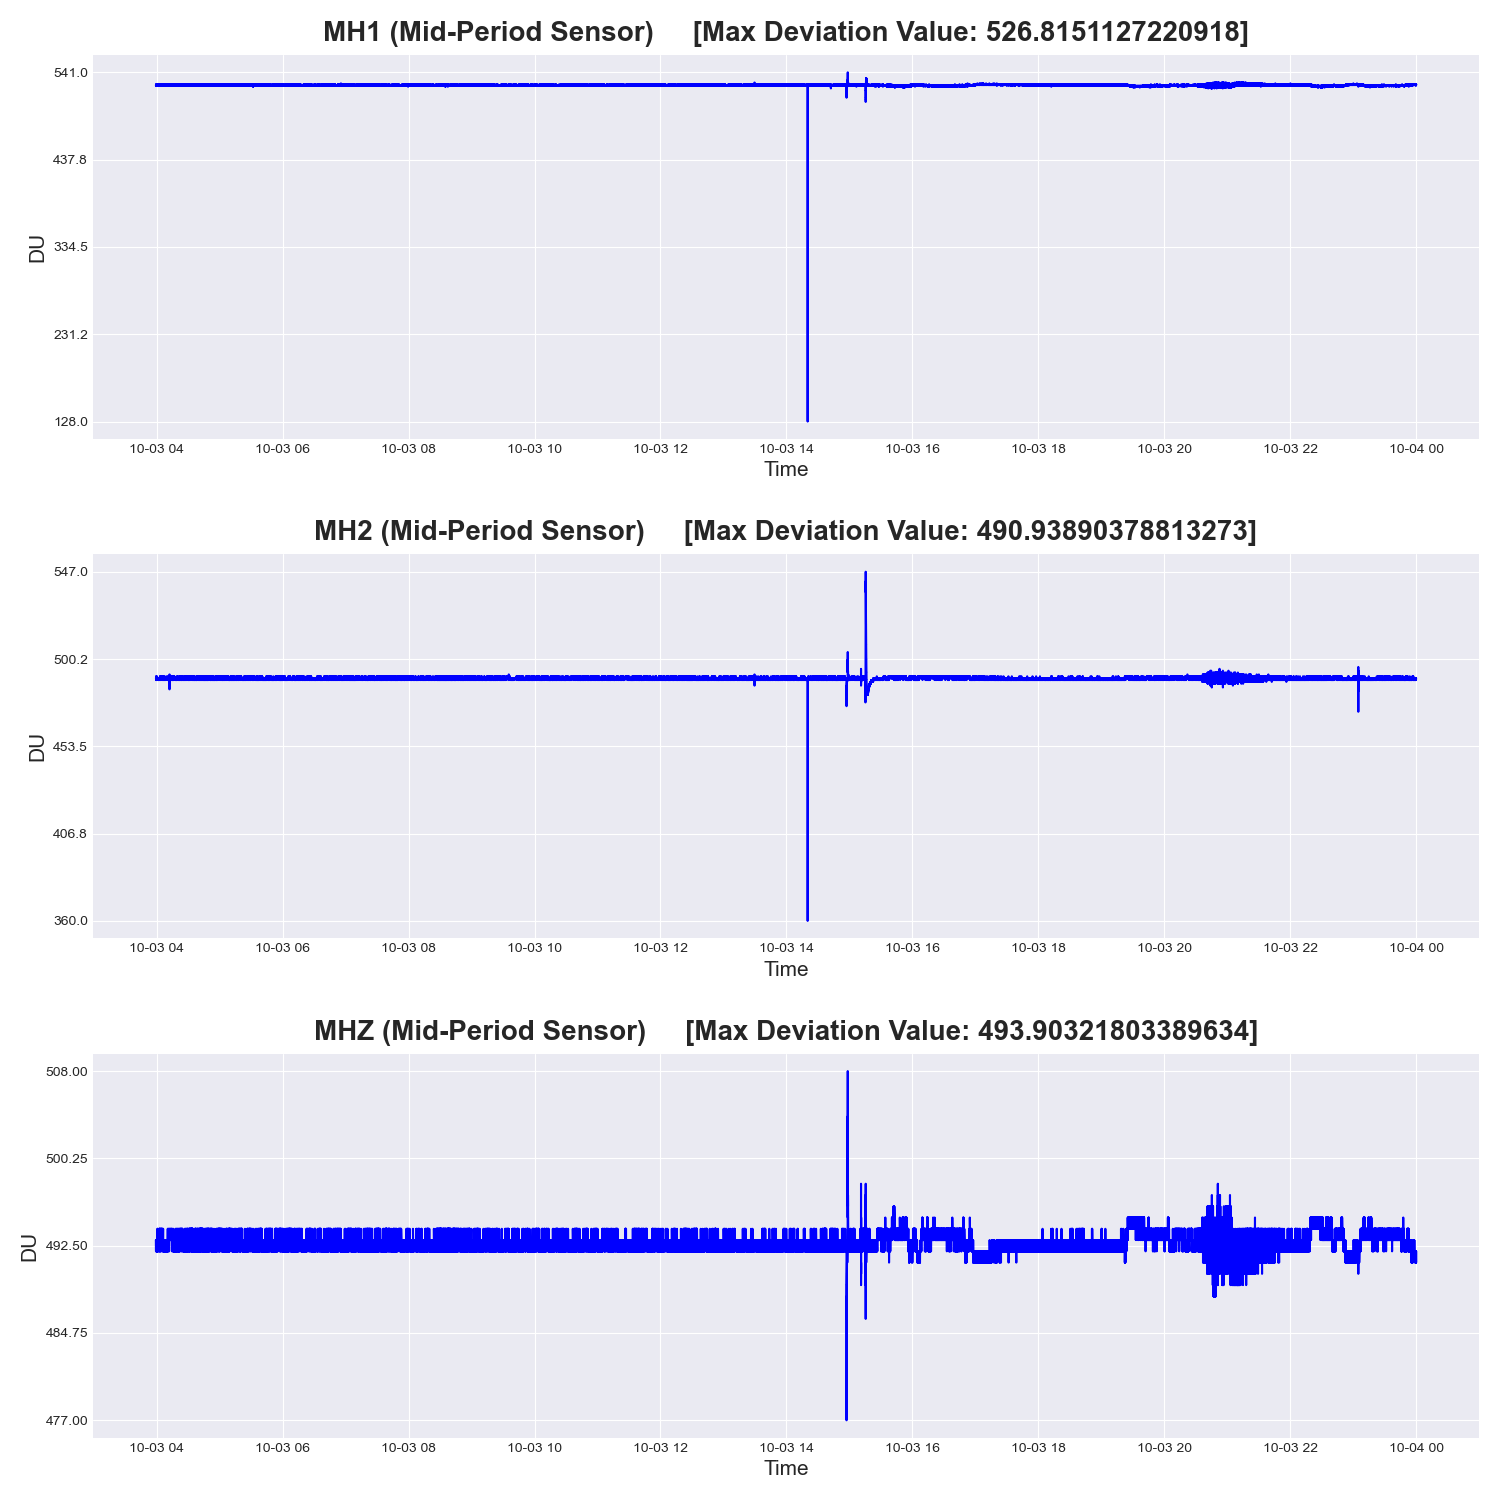 MH1 (Mid-Period Sensor) [Max Deviation Value: 526.8151127220918]
541.0
437.8
334.5
231.2
128.0
DU
10-03 04 10-03 06 10-03 08 10-03 10 10-03 12 10-03 14 10-03 16 10-03 18 10-03 20 10-03 22 10-04 00
Time
MH2 (Mid-Period Sensor) [Max Deviation Value: 490.93890378813273]
547.0
500.2
453.5
406.8
360.0
DU
10-03 04 10-03 06 10-03 08 10-03 10 10-03 12 10-03 14 10-03 16 10-03 18 10-03 20 10-03 22 10-04 00
Time
MHZ (Mid-Period Sensor) [Max Deviation Value: 493.90321803389634]
508.00
500.25
492.50
484.75
477.00
DU
10-03 04 10-03 06 10-03 08 10-03 10 10-03 12 10-03 14 10-03 16 10-03 18 10-03 20 10-03 22 10-04 00
Time